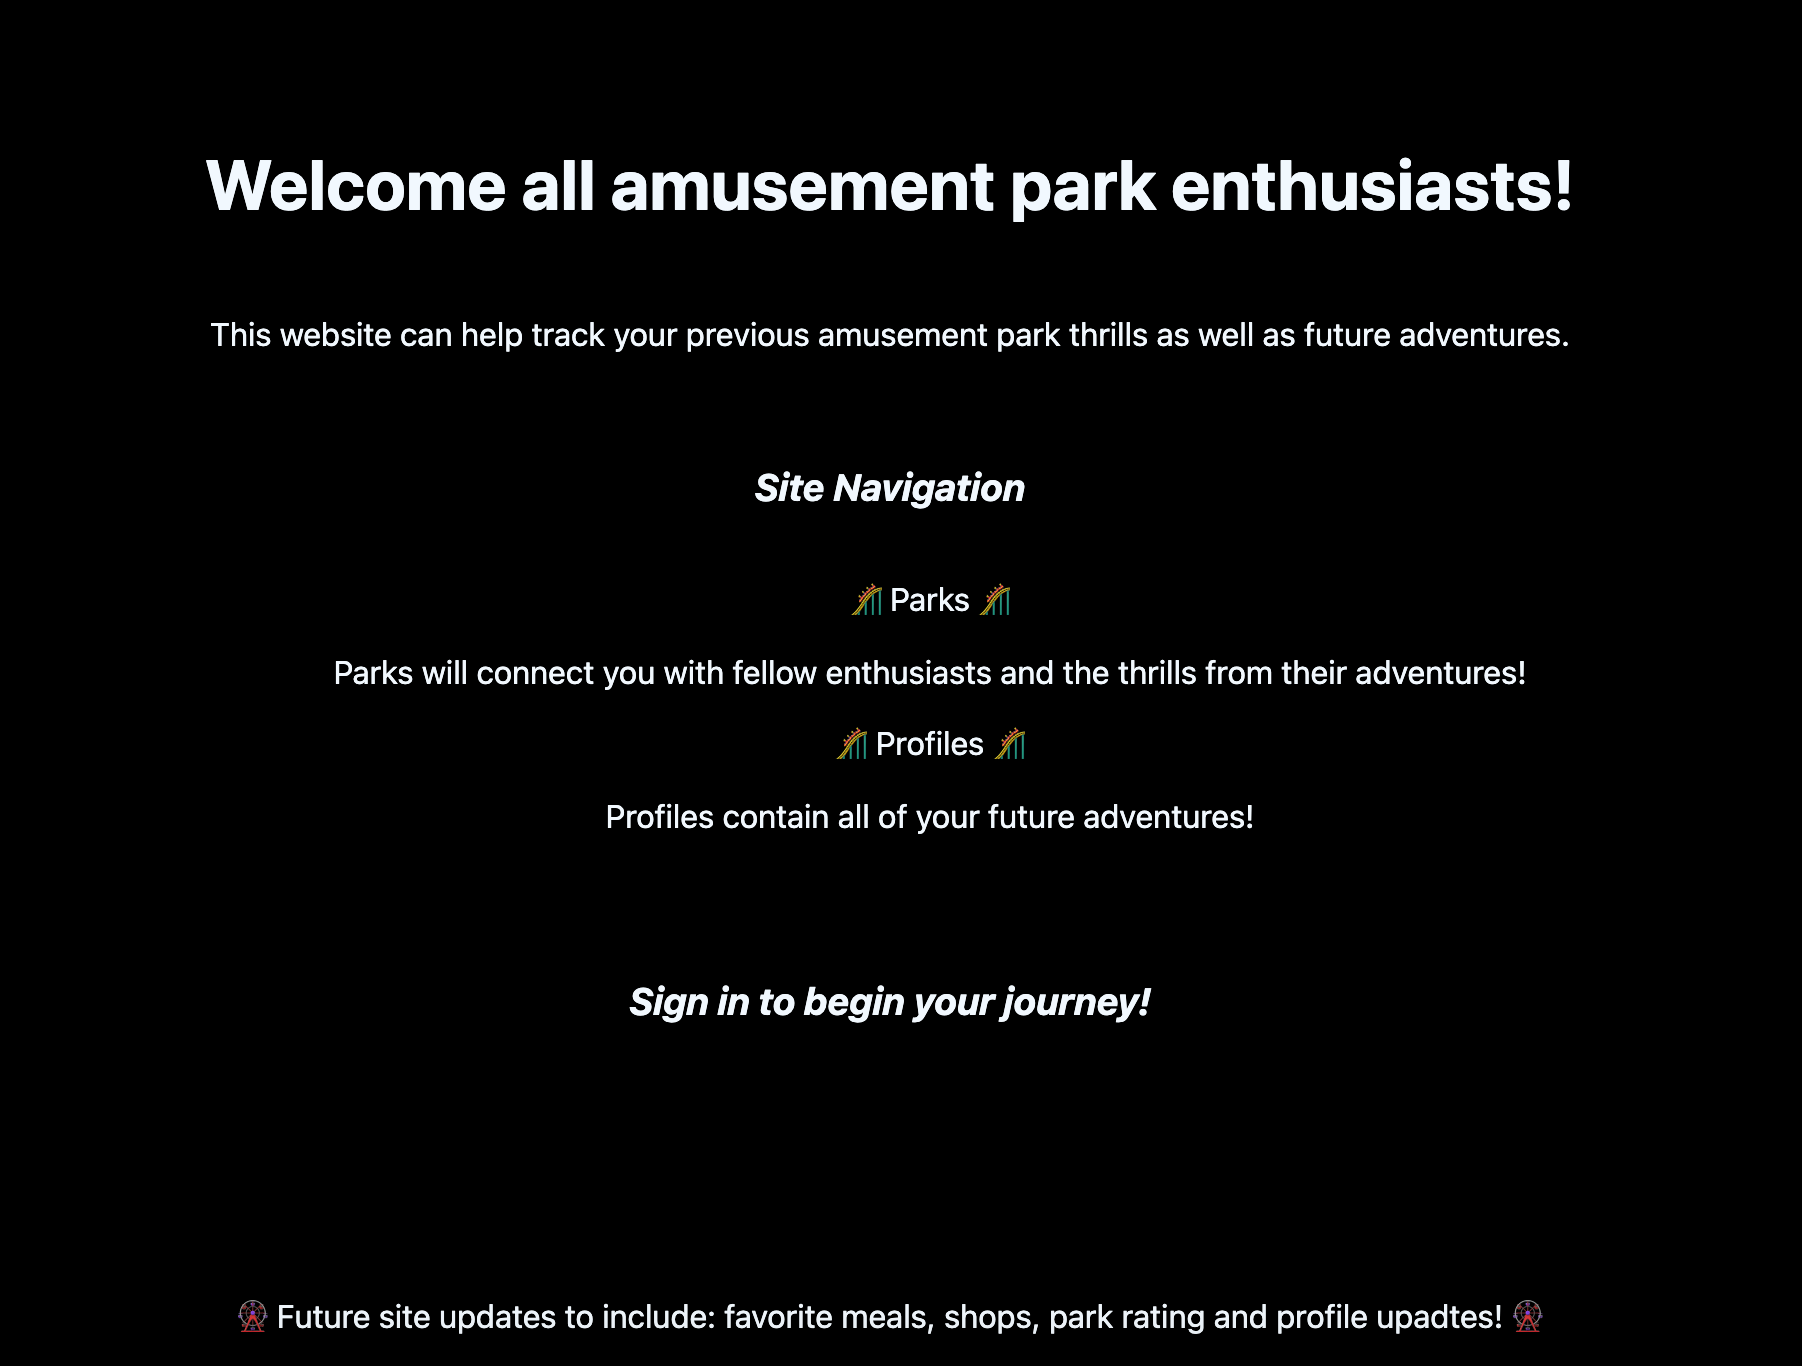 Welcome all amusement park enthusiasts!
This website can help track your previous amusement park thrills as well as future adventures.
Site Navigation
🎢 Parks 🎢
Parks will connect you with fellow enthusiasts and the thrills from their adventures!
🎢 Profiles 🎢
Profiles contain all of your future adventures!
Sign in to begin your journey!
🎡 Future site updates to include: favorite meals, shops, park rating and profile upadtes! 🎡